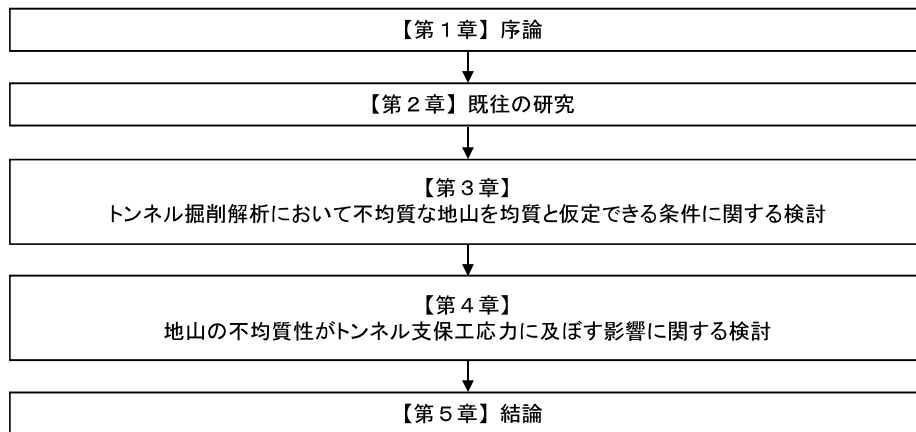 【第１章】序論
【第２章】既往の研究
【第３章】
トンネル掘削解析において不均質な地山を均質と仮定できる条件に関する検討
【第４章】
地山の不均質性がトンネル支保工応力に及ぼす影響に関する検討
【第５章】結論